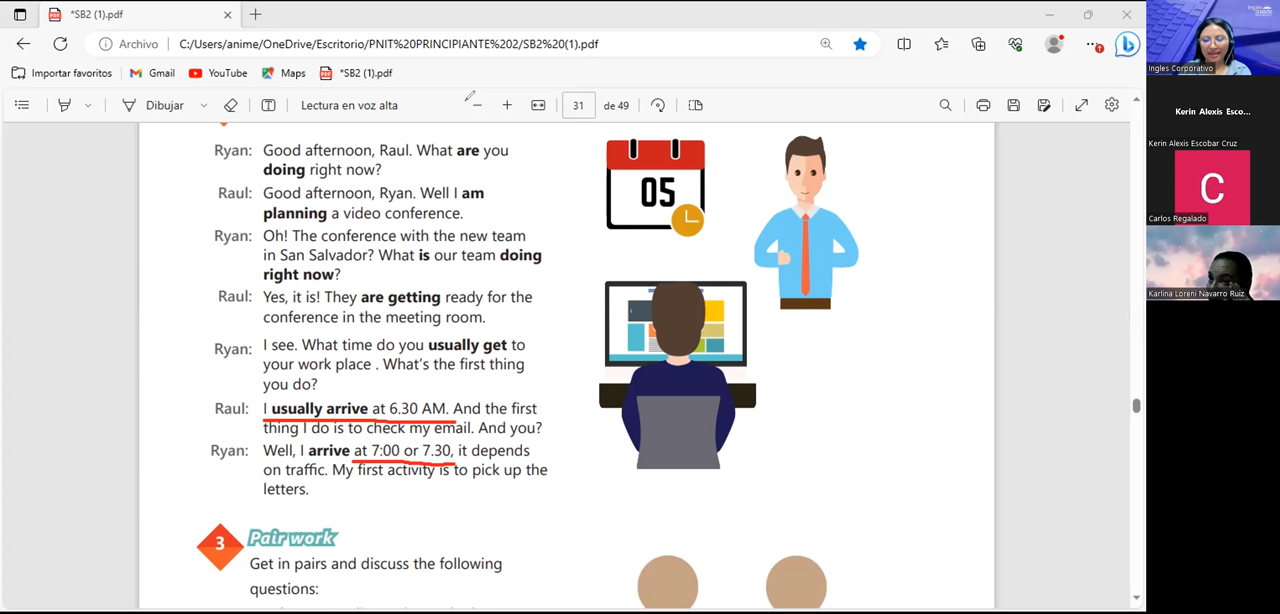 *SB2 (1).pdf
Archivo
C:/Users/anime/OneDrive/Escritorio/PNIT%20PRINCIPIANTE%202/SB2%20(1).pdf
Importar favoritos
Gmail
YouTube
Maps
*SB2 (1).pdf
Dibujar
Lectura en voz alta
31
de 49
Ryan: Good afternoon, Raul. What are you
doing right now?
Raul: Good afternoon, Ryan. Well I am
planning a video conference.
Ryan: Oh! The conference with the new team
in San Salvador? What is our team doing
right now?
Raul: Yes, it is! They are getting ready for the
conference in the meeting room.
Ryan: I see. What time do you usually get to
your work place . What's the first thing
you do?
Raul: I usually arrive at 6.30 AM. And the first
thing I do is to check my email. And you?
Ryan: Well, I arrive at 7:00 or 7.30, it depends
on traffic. My first activity is to pick up the
letters.
05
3 Pair work
Get in pairs and discuss the following
questions:
Ingles Corporativo
Kerin Alexis Esco...
Kerin Alexis Escobar Cruz
C
Carlos Regalado
Karlina Loreni Navarro Ruiz